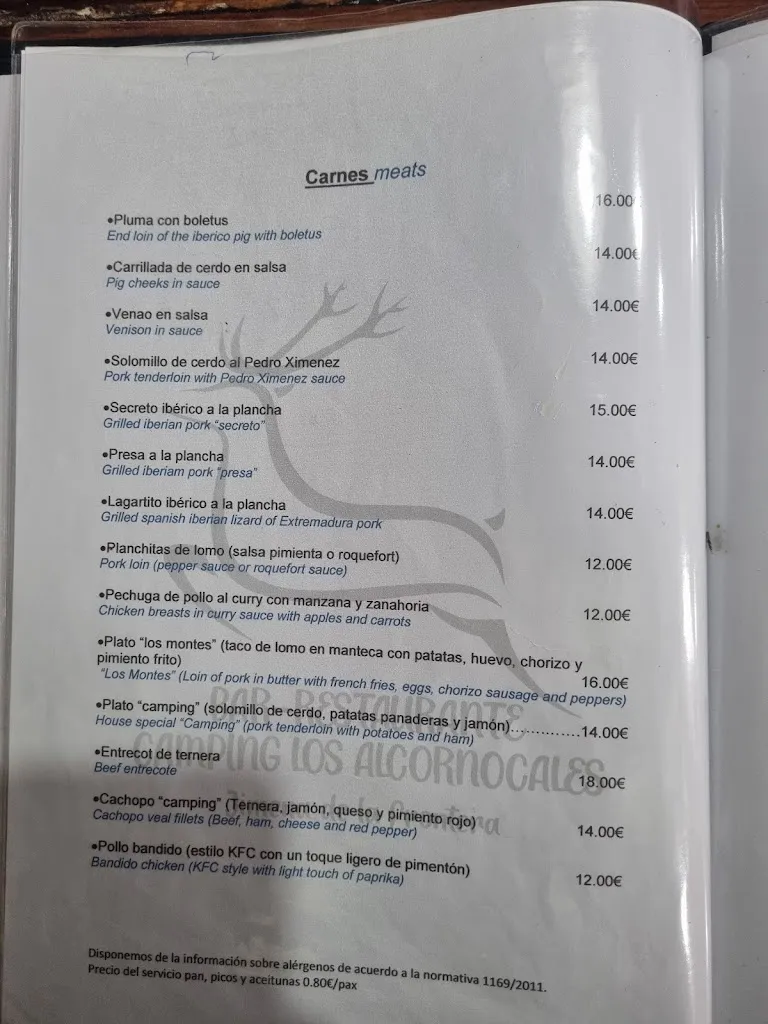 Carnes meats
•Pluma con boletus 16.00
End loin of the iberico pig with boletus
•Carrillada de cerdo en salsa 14.00€
Pig cheeks in sauce
•Venao en salsa 14.00€
Venison in sauce
•Solomillo de cerdo al Pedro Ximenez 14.00€
Pork tenderloin with Pedro Ximenez sauce
•Secreto ibérico a la plancha 15.00€
Grilled iberian pork “secreto”
•Presa a la plancha 14.00€
Grilled iberiam pork “presa”
•Lagartito ibérico a la plancha 14.00€
Grilled spanish iberian lizard of Extremadura pork
•Planchitas de lomo (salsa pimienta o roquefort) 12.00€
Pork loin (pepper sauce or roquefort sauce)
•Pechuga de pollo al curry con manzana y zanahoria 12.00€
Chicken breasts in curry sauce with apples and carrots
•Plato “los montes” (taco de lomo en manteca con patatas, huevo, chorizo y
pimiento frito) 16.00€
“Los Montes” (Loin of pork in butter with french fries, eggs, chorizo sausage and peppers)
•Plato “camping” (solomillo de cerdo, patatas panaderas y jamón).............14.00€
House special “Camping” (pork tenderloin with potatoes and ham)
•Entrecot de ternera 18.00€
Beef entrecote
•Cachopo “camping” (Ternera, jamón, queso y pimiento rojo) 14.00€
Cachopo veal fillets (Beef, ham, cheese and red pepper)
•Pollo bandido (estilo KFC con un toque ligero de pimentón) 12.00€
Bandido chicken (KFC style with light touch of paprika)
BAR-RESTAURANTE
CAMPING LOS ALCORNOCALES
Jimena de la Frontera
Disponemos de la información sobre alérgenos de acuerdo a la normativa 1169/2011.
Precio del servicio pan, picos y aceitunas 0.80€/pax